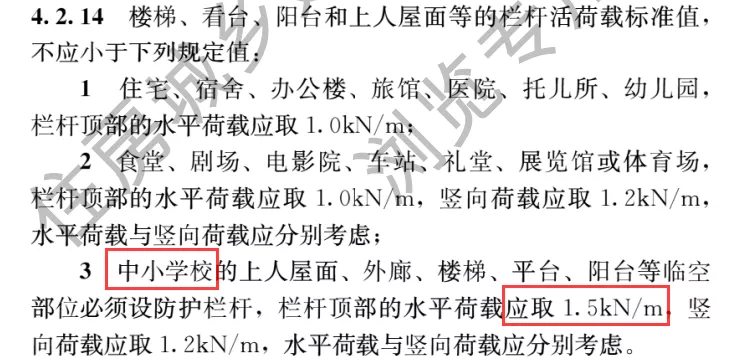 4.2.14 楼梯、看台、阳台和上人屋面等的栏杆活荷载标准值，
不应小于下列规定值：
1 住宅、宿舍、办公楼、旅馆、医院、托儿所、幼儿园，
栏杆顶部的水平荷载应取 1.0kN/m；
2 食堂、剧场、电影院、车站、礼堂、展览馆或体育场，
栏杆顶部的水平荷载应取 1.0kN/m，竖向荷载应取 1.2kN/m，
水平荷载与竖向荷载应分别考虑；
3 中小学校的上人屋面、外廊、楼梯、平台、阳台等临空
部位必须设防护栏杆，栏杆顶部的水平荷载应取 1.5kN/m，竖
向荷载应取 1.2kN/m，水平荷载与竖向荷载应分别考虑。
住房城乡
浏览专用